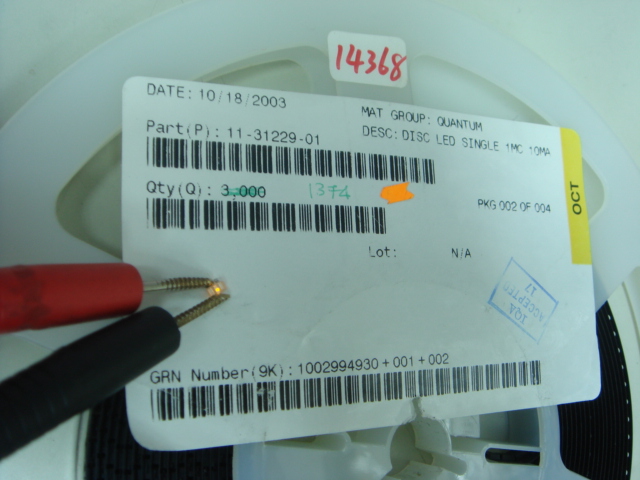 14368
DATE: 10/18/2003
MAT GROUP: QUANTUM
DESC: DISC LED SINGLE 1MC 10MA
Part(P): 11-31229-01
Qty(Q): 3,000 1374
PKG 002 OF 004
OCT
Lot: N/A
IQA
ACCEPTED
17
GRN Number(9K): 1002994930+001+002